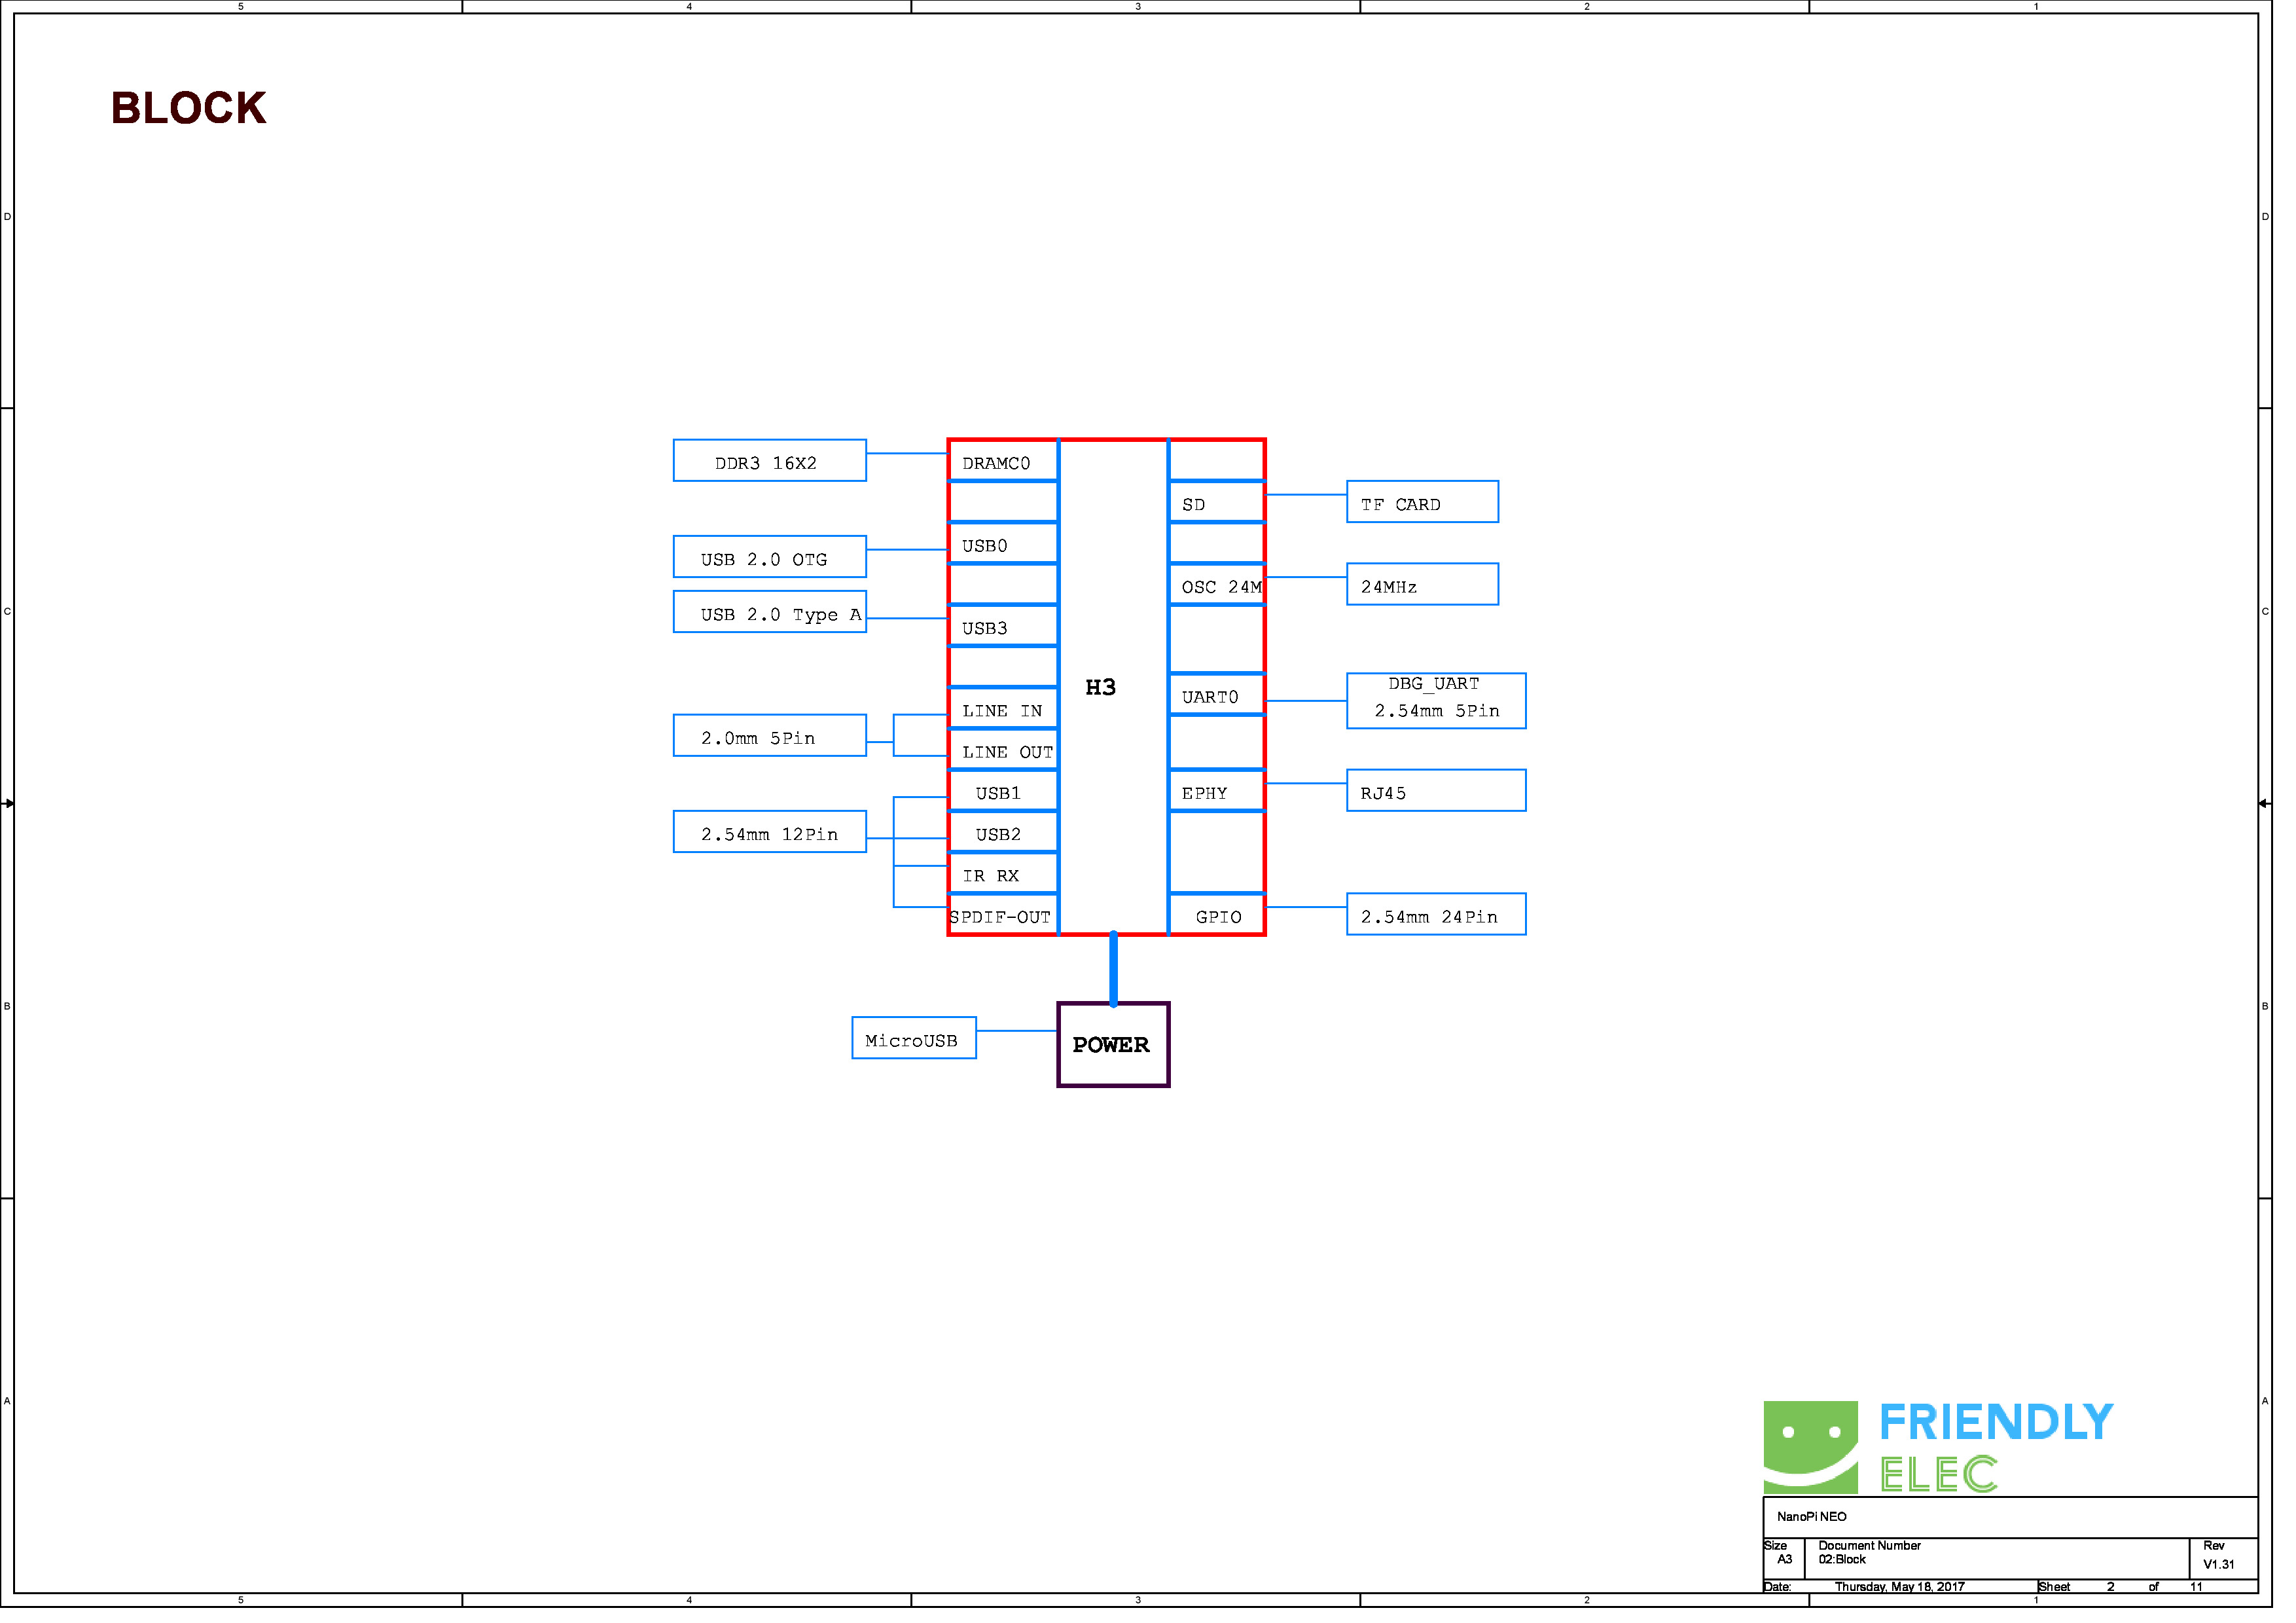 5 4 3 2 1
BLOCK
D D
DDR3 16X2 DRAMC0
SD TF CARD
USB0
USB 2.0 OTG
OSC 24M 24MHz
C C
USB 2.0 Type A USB3
H3
DBG_UART
UART0
2.54mm 5Pin
LINE IN
2.0mm 5Pin
LINE OUT
USB1 EPHY RJ45
2.54mm 12Pin USB2
IR RX
SPDIF-OUT GPIO 2.54mm 24Pin
B B
MicroUSB POWER
A A
FRIENDLY
ELEC
NanoPi NEO
Size Document Number Rev
A3 02:Block V1.31
Date: Thursday, May 18, 2017 Sheet 2 of 11
5 4 3 2 1